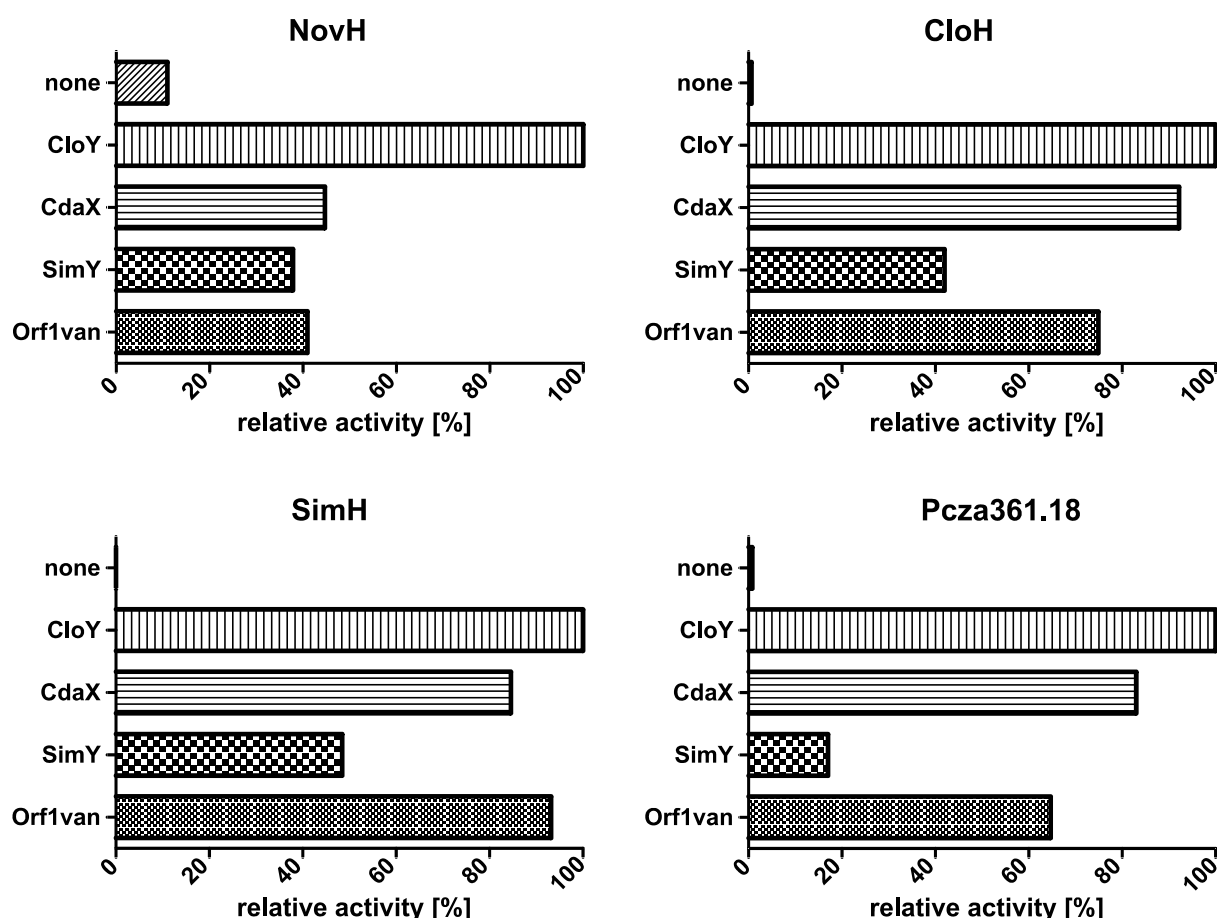 NovH
none
CloY
CdaX
SimY
Orf1van
0 20 40 60 80 100
relative activity [%]
CloH
none
CloY
CdaX
SimY
Orf1van
0 20 40 60 80 100
relative activity [%]
SimH
none
CloY
CdaX
SimY
Orf1van
0 20 40 60 80 100
relative activity [%]
Pcza361.18
none
CloY
CdaX
SimY
Orf1van
0 20 40 60 80 100
relative activity [%]